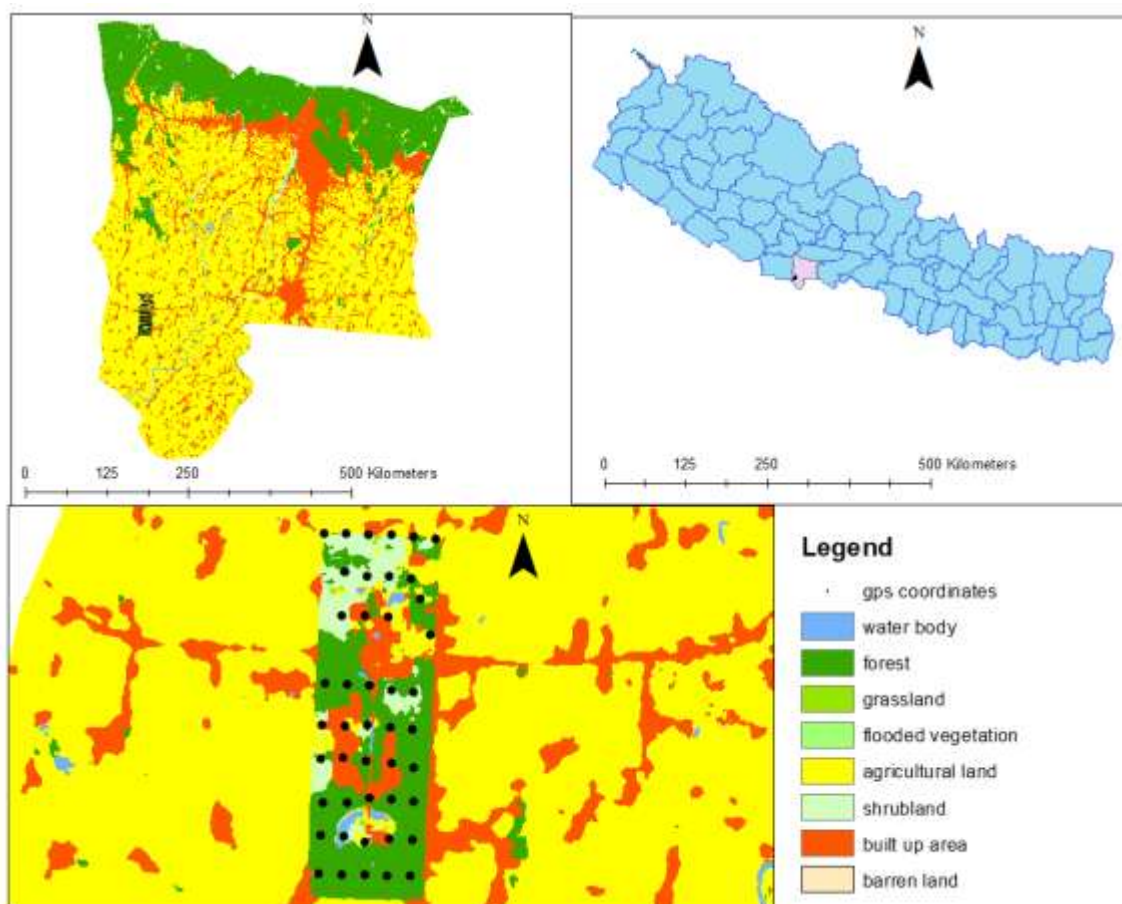 N
0 125 250 500 Kilometers
N
0 125 250 500 Kilometers
N
Legend
gps coordinates
water body
forest
grassland
flooded vegetation
agricultural land
shrubland
built up area
barren land